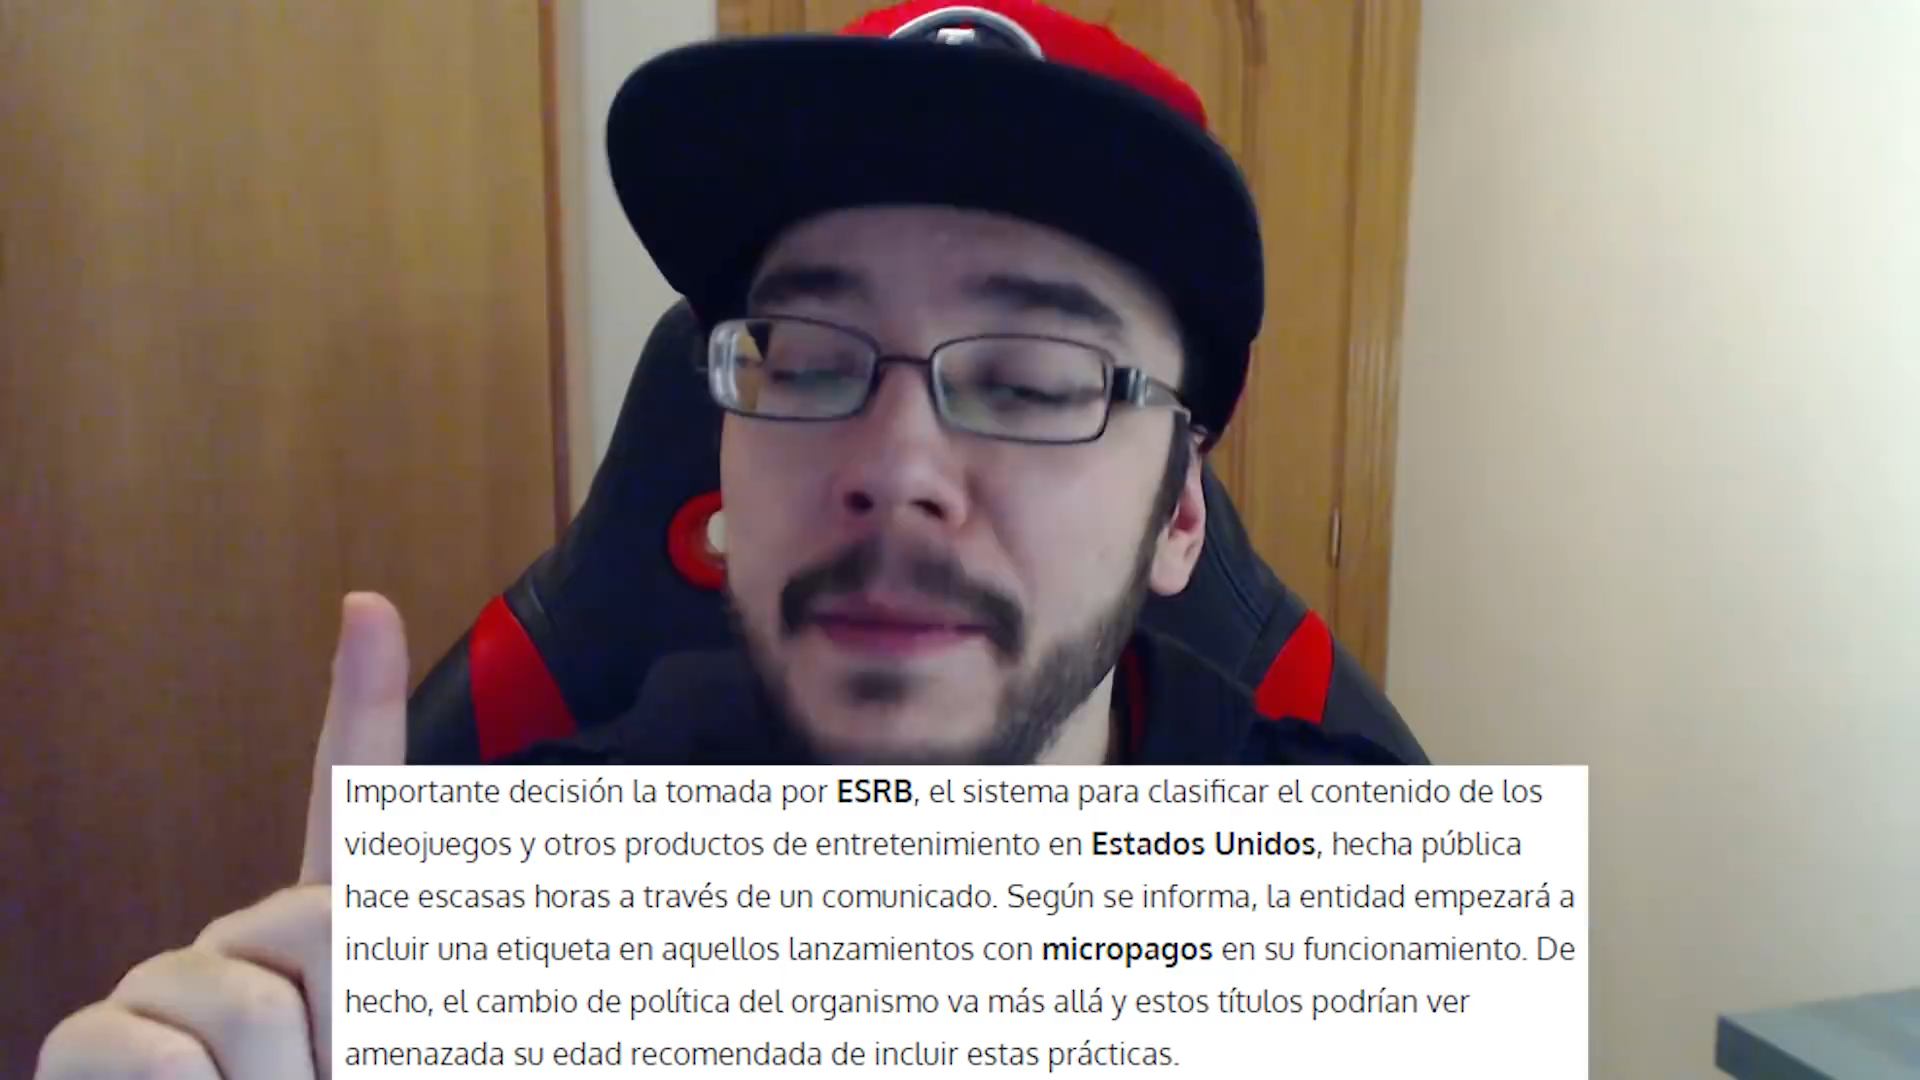 Importante decisión la tomada por ESRB, el sistema para clasificar el contenido de los
videojuegos y otros productos de entretenimiento en Estados Unidos, hecha pública
hace escasas horas a través de un comunicado. Según se informa, la entidad empezará a
incluir una etiqueta en aquellos lanzamientos con micropagos en su funcionamiento. De
hecho, el cambio de política del organismo va más allá y estos títulos podrían ver
amenazada su edad recomendada de incluir estas prácticas.